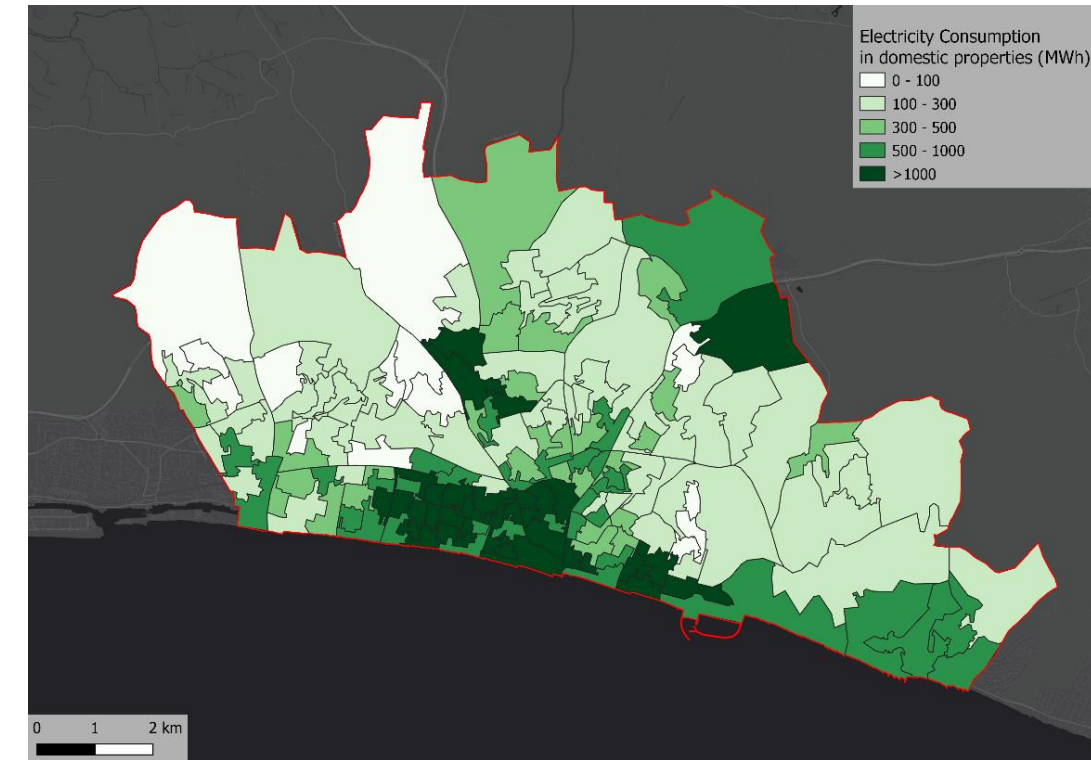 Electricity Consumption
in domestic properties (MWh)
0 - 100
100 - 300
300 - 500
500 - 1000
>1000
0 1 2 km